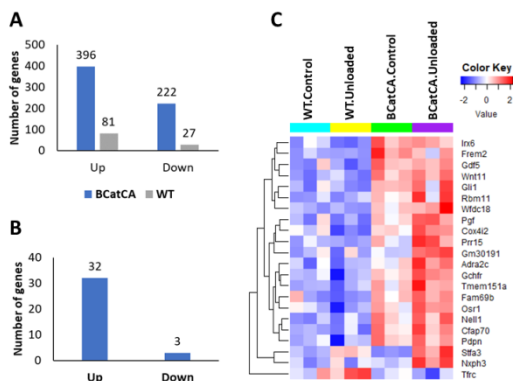 A
Number of genes
500
400
300
200
100
0
396
81
222
27
Up
Down
BCatCA
WT
B
Number of genes
40
30
20
10
0
32
3
Up
Down
C
WT.Control
WT.Unloaded
BCatCA.Control
BCatCA.Unloaded
Color Key
-2
0
2
Value
Irx6
Frem2
Gdf5
Wnt11
Gli1
Rbm11
Wfdc18
Pgf
Cox4i2
Prr15
Gm30191
Adra2c
Gchfr
Tmem151a
Fam69b
Osr1
Nell1
Cfap70
Pdpn
Stfa3
Nxph3
Tfrc